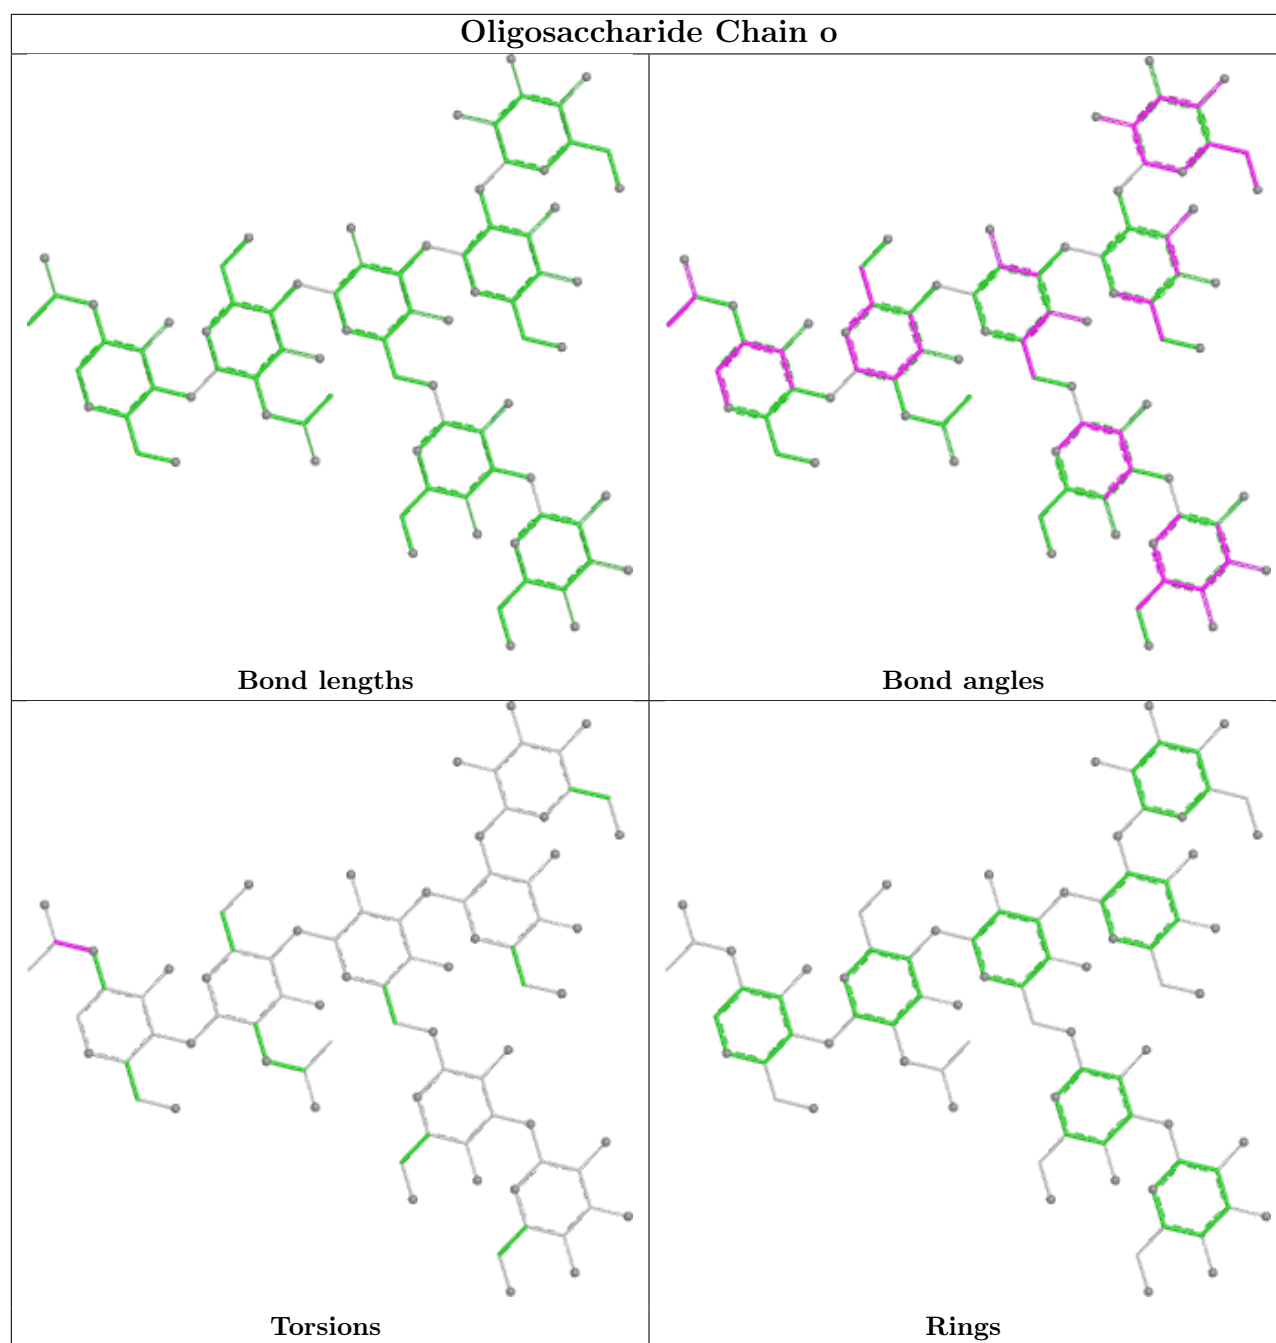 Oligosaccharide Chain o
Bond lengths
Bond angles
Torsions
Rings